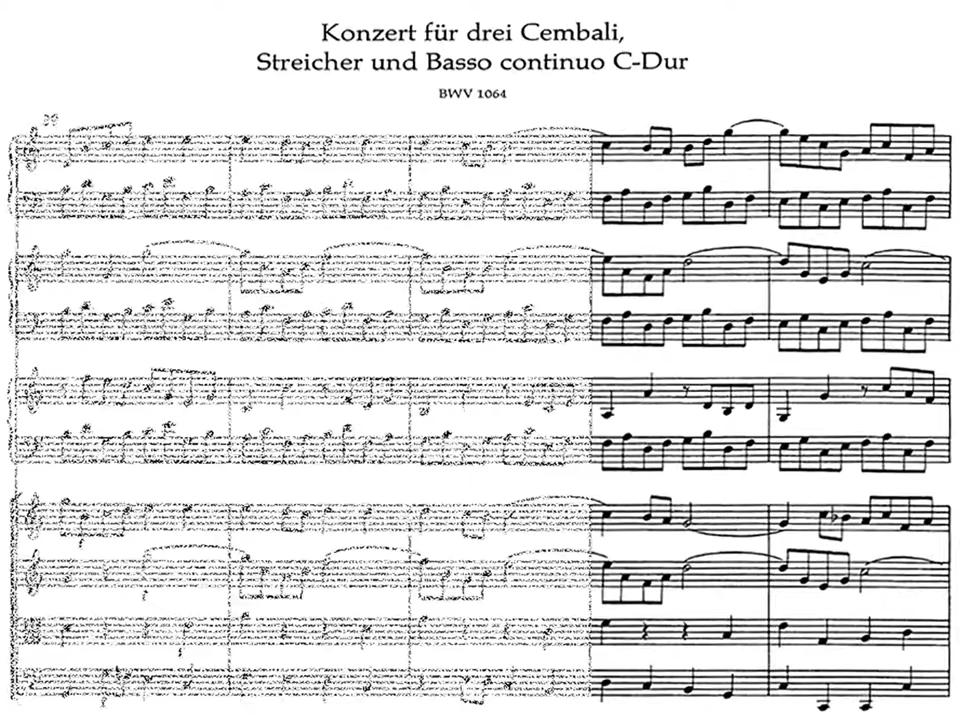 Konzert für drei Cembali,
Streicher und Basso continuo C-Dur
BWV 1064